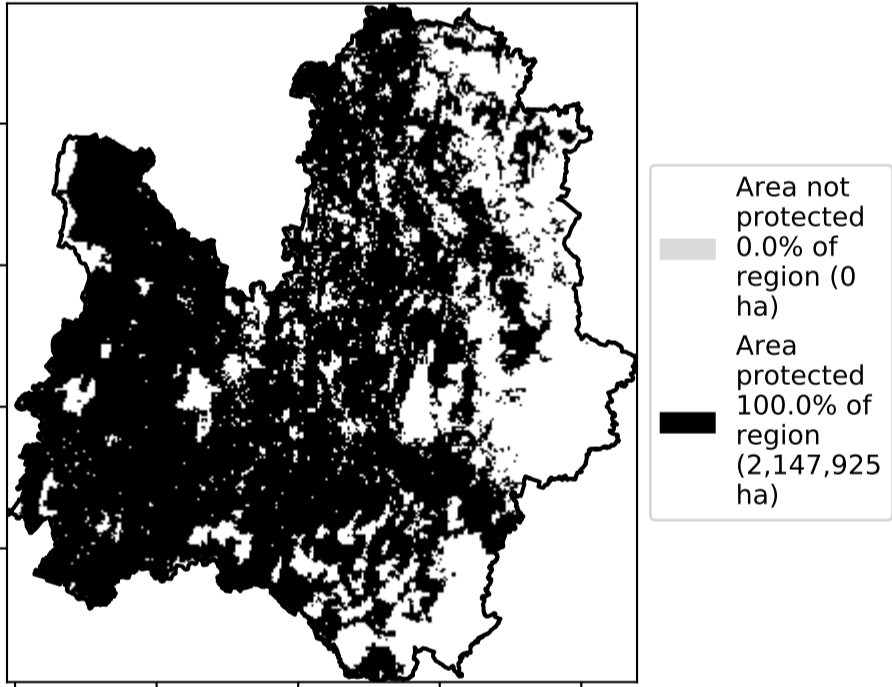 Area not
protected
0.0% of
region (0
ha)
Area
protected
100.0% of
region
(2,147,925
ha)